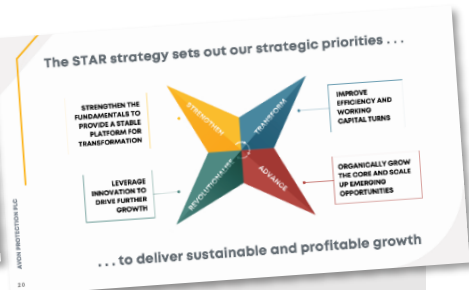 The STAR strategy sets out our strategic priorities . . .
STRENGTHEN THE
FUNDAMENTALS TO
PROVIDE A STABLE
PLATFORM FOR
TRANSFORMATION
STRENGTHEN
TRANSFORM
IMPROVE
EFFICIENCY AND
WORKING
CAPITAL TURNS
LEVERAGE
INNOVATION TO
DRIVE FURTHER
GROWTH
REVOLUTIONALISE
ADVANCE
ORGANICALLY GROW
THE CORE AND SCALE
UP EMERGING
OPPORTUNITIES
. . . to deliver sustainable and profitable growth
AVON PROTECTION PLC
20